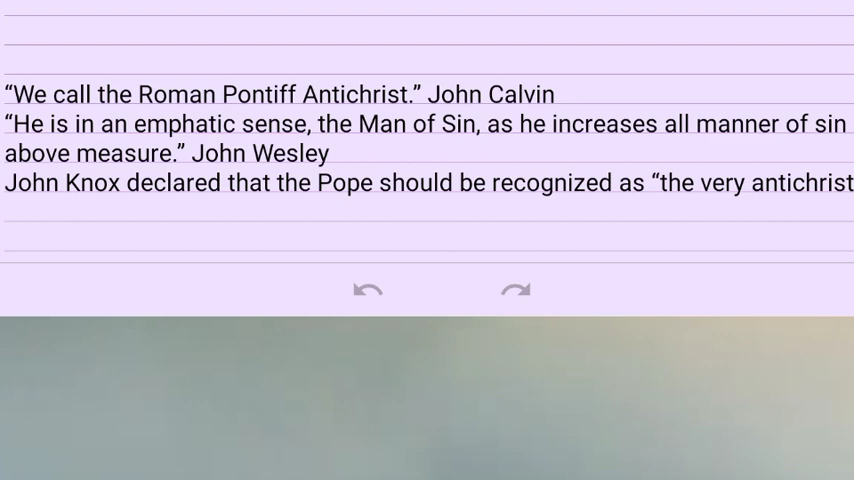 “We call the Roman Pontiff Antichrist.” John Calvin
“He is in an emphatic sense, the Man of Sin, as he increases all manner of sin
above measure.” John Wesley
John Knox declared that the Pope should be recognized as “the very antichrist